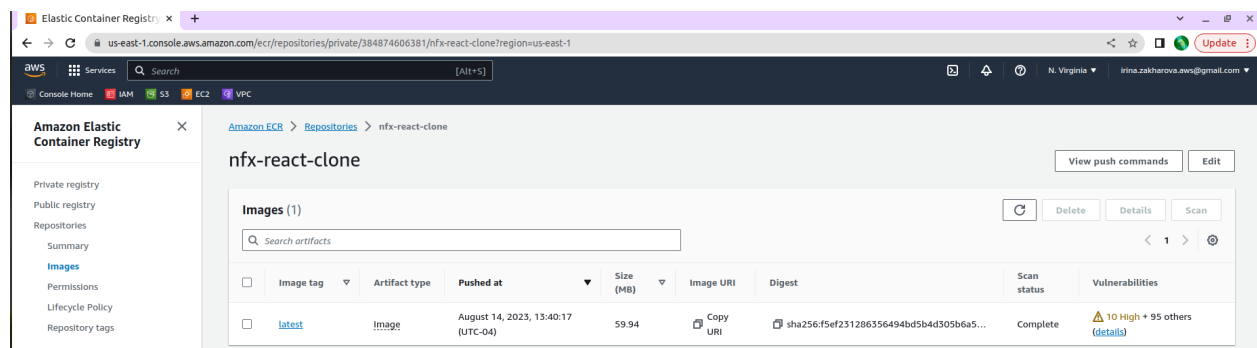 Elastic Container Registry
us-east-1.console.aws.amazon.com/ecr/repositories/private/384874606381/nfx-react-clone?region=us-east-1
Update
aws Services Search [Alt+S] N. Virginia irina.zakharova.aws@gmail.com
Console Home IAM S3 EC2 VPC
Amazon Elastic
Container Registry
Private registry
Public registry
Repositories
Summary
Images
Permissions
Lifecycle Policy
Repository tags
Amazon ECR > Repositories > nfx-react-clone
nfx-react-clone
View push commands Edit
Images (1)
Delete Details Scan
Search artifacts
1
Image tag Artifact type Pushed at Size (MB) Image URI Digest Scan status Vulnerabilities
latest Image August 14, 2023, 13:40:17 (UTC-04) 59.94 Copy URI sha256:f5ef231286356494bd5b4d305b6a5... Complete 10 High + 95 others (details)